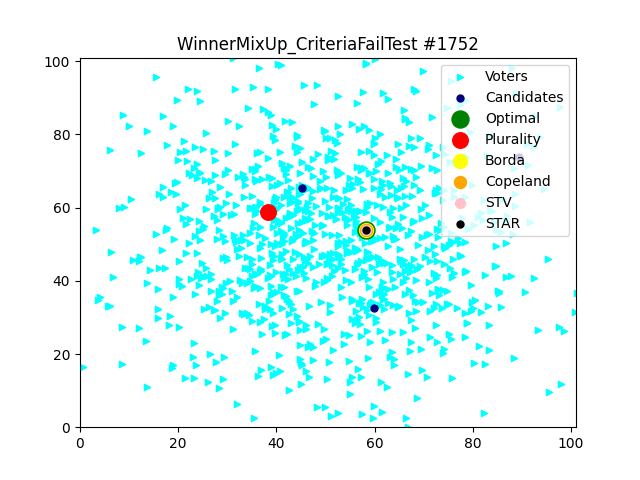 WinnerMixUp_CriteriaFailTest #1752
100
80
60
40
20
0
0
20
40
60
80
100
Voters
Candidates
Optimal
Plurality
Borda
Copeland
STV
STAR